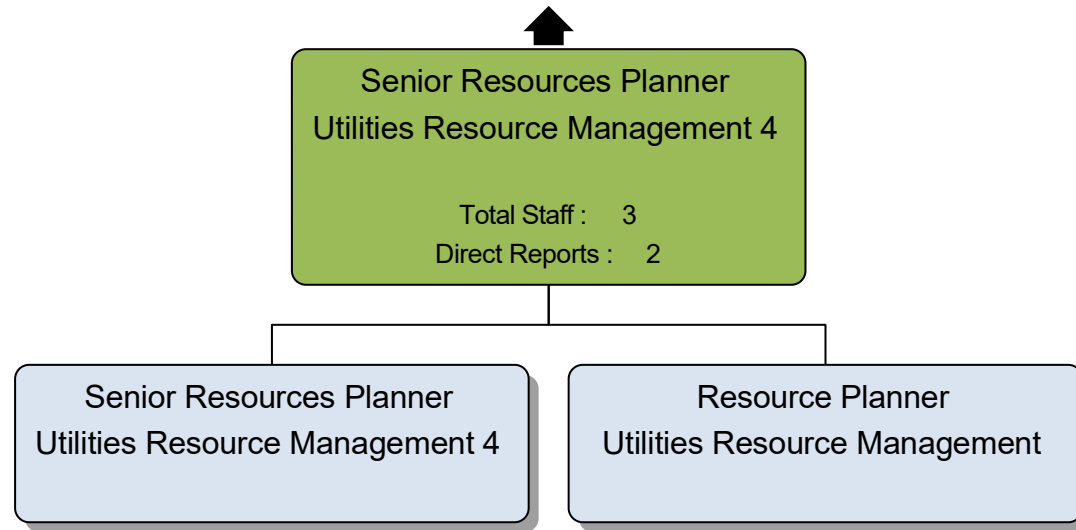 Senior Resources Planner
Utilities Resource Management 4
Total Staff : 3
Direct Reports : 2
Senior Resources Planner
Utilities Resource Management 4
Resource Planner
Utilities Resource Management